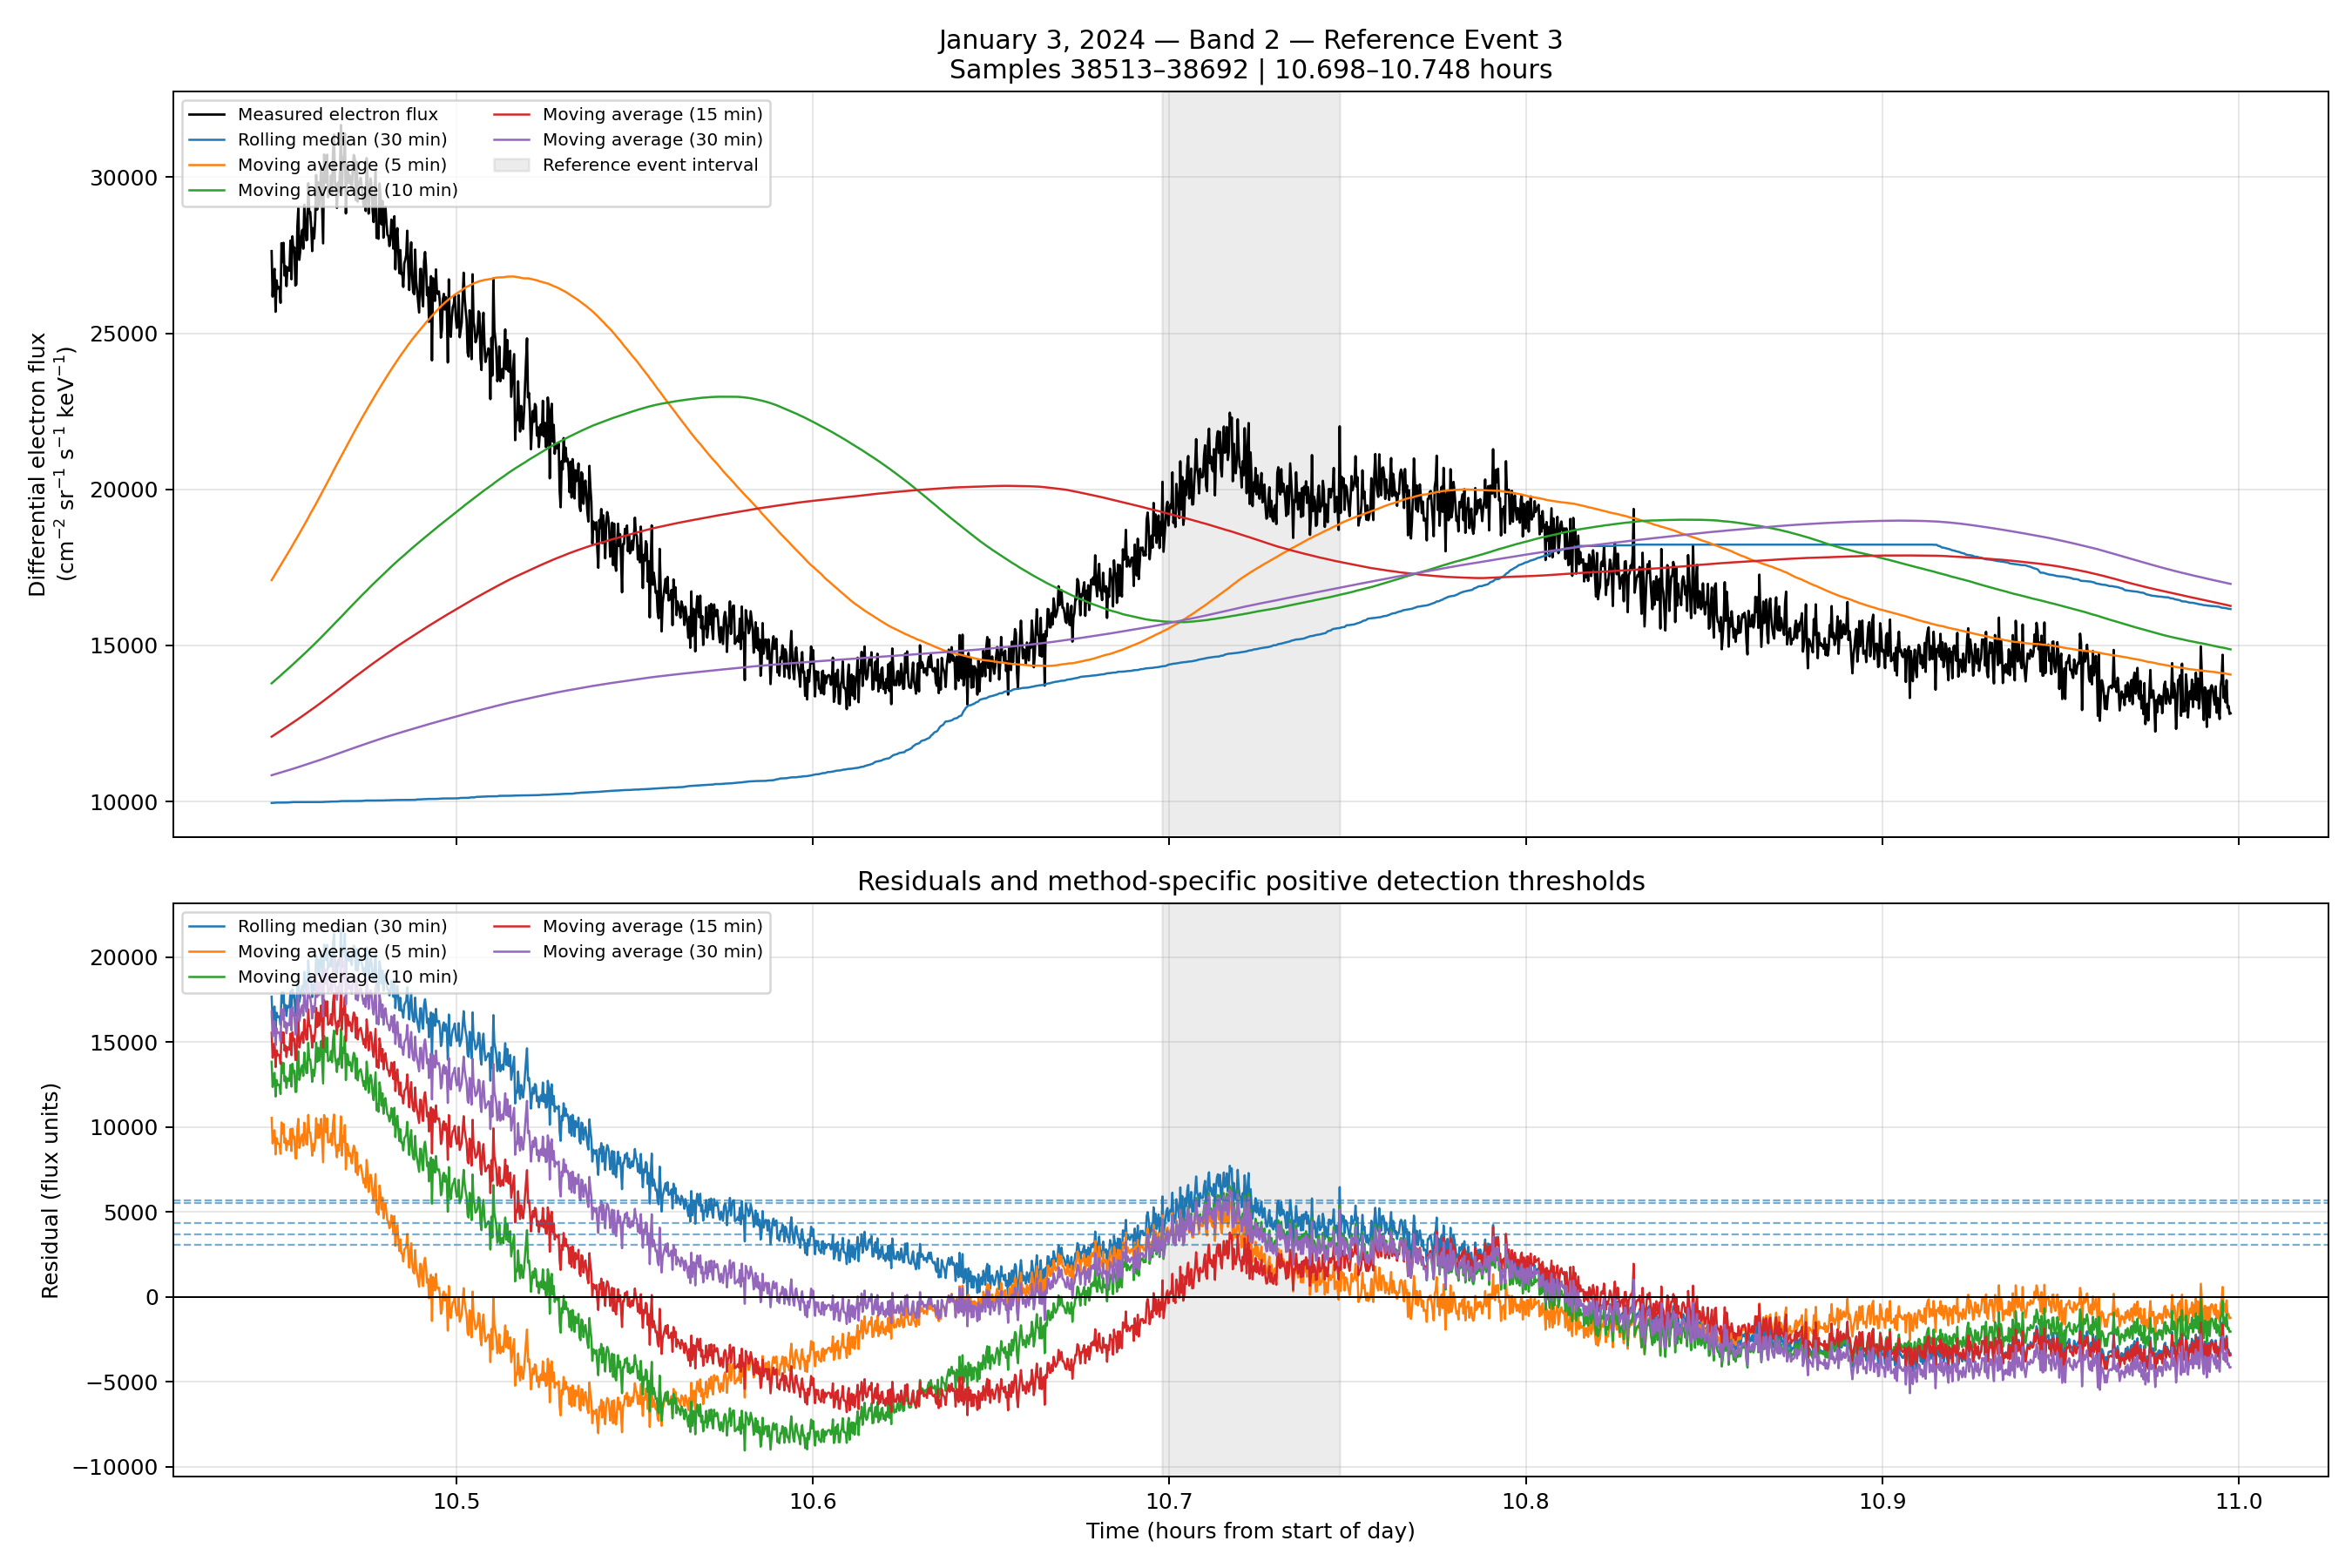 January 3, 2024 — Band 2 — Reference Event 3
Samples 38513–38692 | 10.698–10.748 hours
Measured electron flux
Rolling median (30 min)
Moving average (5 min)
Moving average (10 min)
Moving average (15 min)
Moving average (30 min)
Reference event interval
Differential electron flux
(cm⁻² sr⁻¹ s⁻¹ keV⁻¹)
30000
25000
20000
15000
10000
Residuals and method-specific positive detection thresholds
Rolling median (30 min)
Moving average (5 min)
Moving average (10 min)
Moving average (15 min)
Moving average (30 min)
Residual (flux units)
20000
15000
10000
5000
0
−5000
−10000
10.5
10.6
10.7
10.8
10.9
11.0
Time (hours from start of day)